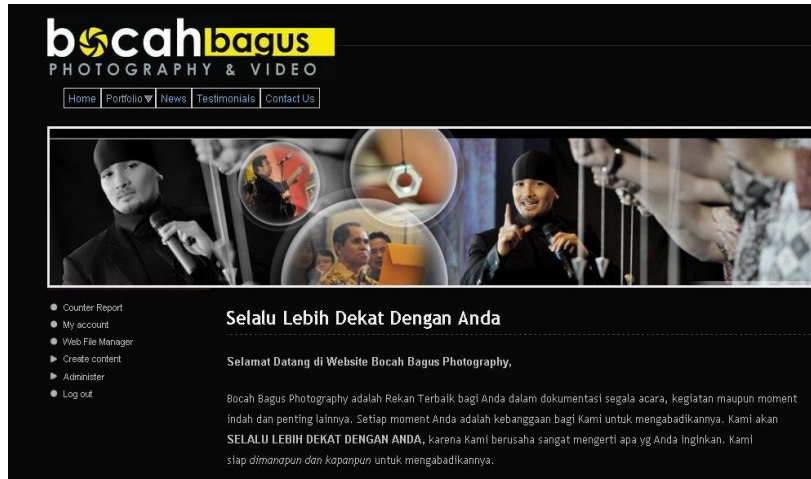 bocahbagus
PHOTOGRAPHY & VIDEO
Home Portfolio News Testimonials Contact Us
Counter Report
My account
Web File Manager
Create content
Administer
Log out
Selalu Lebih Dekat Dengan Anda
Selamat Datang di Website Bocah Bagus Photography,
Bocah Bagus Photography adalah Rekan Terbaik bagi Anda dalam dokumentasi segala acara, kegiatan maupun moment
indah dan penting lainnya. Setiap moment Anda adalah kebanggaan bagi Kami untuk mengabadikannya. Kami akan
SELALU LEBIH DEKAT DENGAN ANDA, karena Kami berusaha sangat mengerti apa yg Anda inginkan. Kami
siap dimanapun dan kapanpun untuk mengabadikannya.